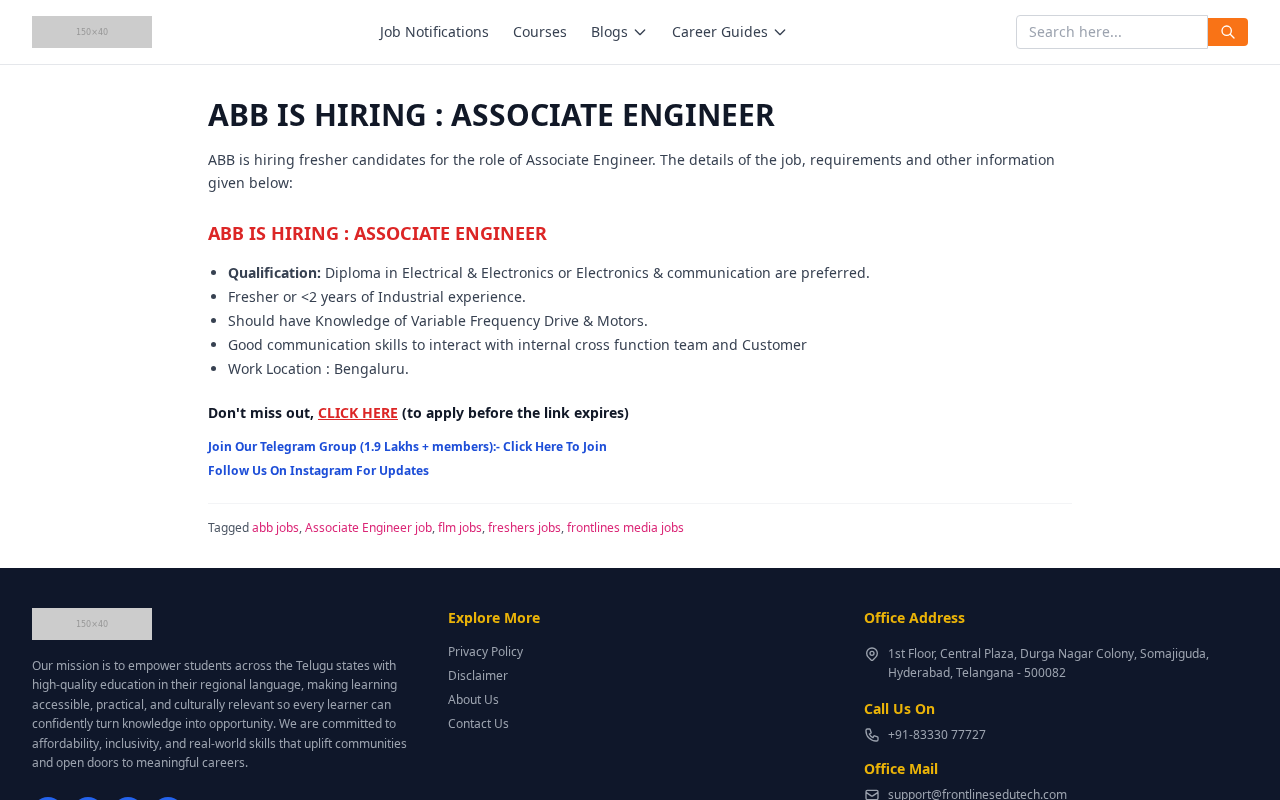 150×40
Job Notifications
Courses
Blogs
Career Guides
Search here...
ABB IS HIRING : ASSOCIATE ENGINEER
ABB is hiring fresher candidates for the role of Associate Engineer. The details of the job, requirements and other information
given below:
ABB IS HIRING : ASSOCIATE ENGINEER
Qualification: Diploma in Electrical & Electronics or Electronics & communication are preferred.
Fresher or <2 years of Industrial experience.
Should have Knowledge of Variable Frequency Drive & Motors.
Good communication skills to interact with internal cross function team and Customer
Work Location : Bengaluru.
Don't miss out, CLICK HERE (to apply before the link expires)
Join Our Telegram Group (1.9 Lakhs + members):- Click Here To Join
Follow Us On Instagram For Updates
Tagged abb jobs, Associate Engineer job, flm jobs, freshers jobs, frontlines media jobs
150×40
Our mission is to empower students across the Telugu states with
high-quality education in their regional language, making learning
accessible, practical, and culturally relevant so every learner can
confidently turn knowledge into opportunity. We are committed to
affordability, inclusivity, and real-world skills that uplift communities
and open doors to meaningful careers.
Explore More
Privacy Policy
Disclaimer
About Us
Contact Us
Office Address
1st Floor, Central Plaza, Durga Nagar Colony, Somajiguda,
Hyderabad, Telangana - 500082
Call Us On
+91-83330 77727
Office Mail
support@frontlinesedutech.com